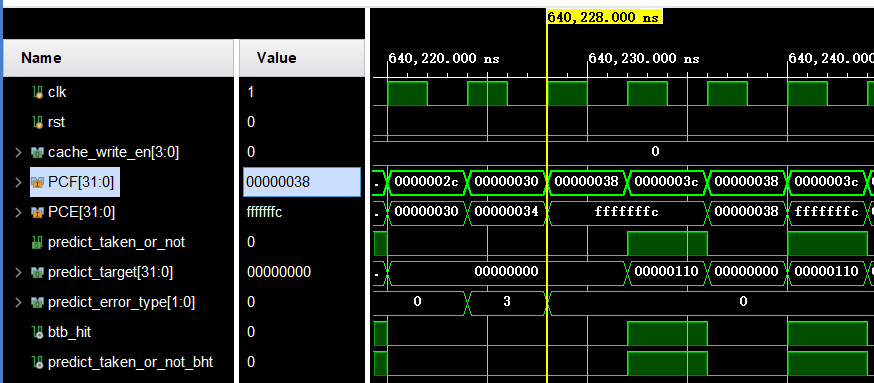 640,228.000 ns
Name Value
640,220.000 ns 640,230.000 ns 640,240.000
clk 1
rst 0
cache_write_en[3:0] 0 0
PCF[31:0] 00000038 0000002c 00000030 00000038 0000003c 00000038 0000003c
PCE[31:0] fffffffc 00000030 00000034 fffffffc 00000038 fffffffc
predict_taken_or_not 0
predict_target[31:0] 00000000 00000000 00000110 00000000 00000110
predict_error_type[1:0] 0 0 3 0
btb_hit 0
predict_taken_or_not_bht 0